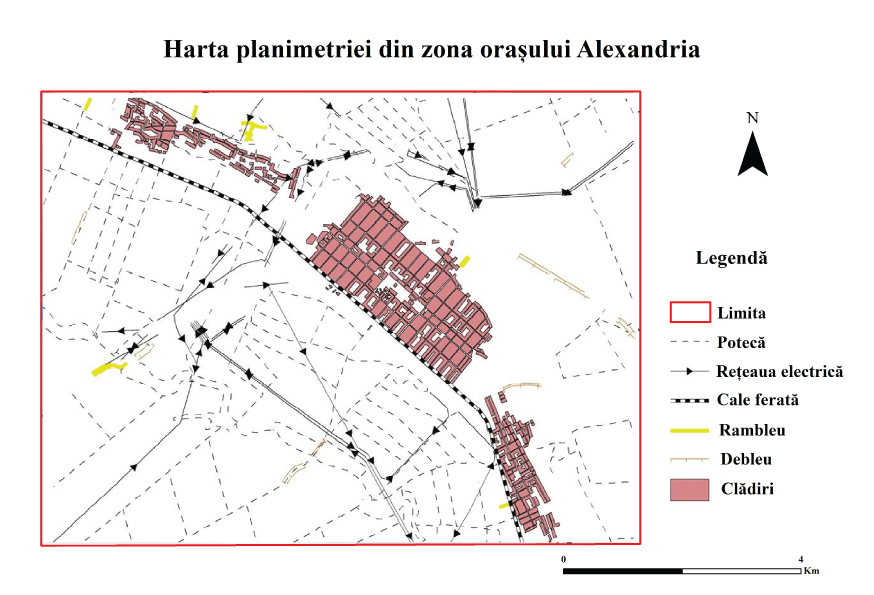 Harta planimetriei din zona orașului Alexandria
N
Legendă
Limita
Potecă
Rețeaua electrică
Cale ferată
Rambleu
Debleu
Clădiri
0 4
Km